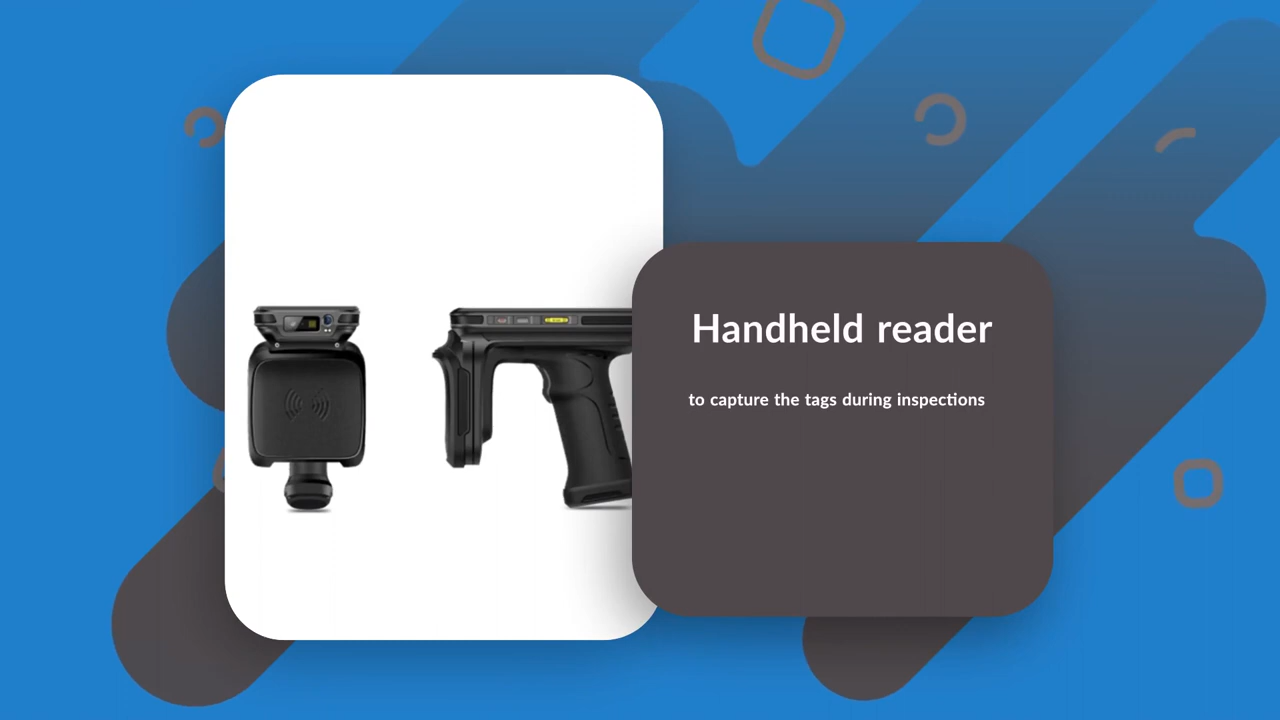 Handheld reader
to capture the tags during inspections